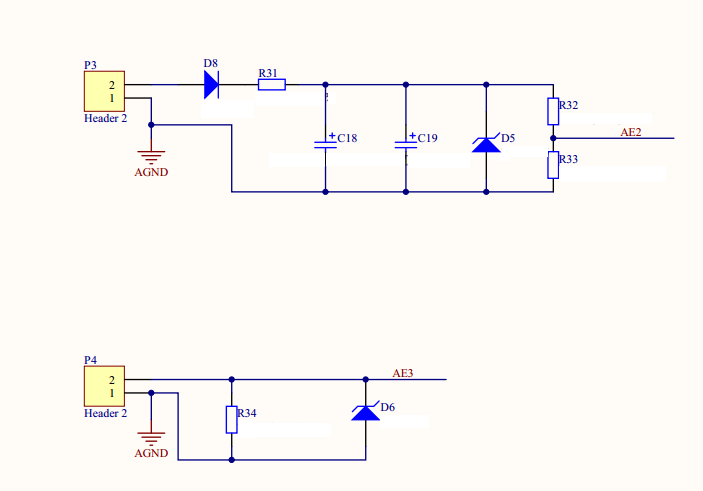 P3
D8
R31
2
1
Header 2
AGND
+
C18
+
C19
D5
R32
AE2
R33
P4
2
1
Header 2
AGND
R34
D6
AE3